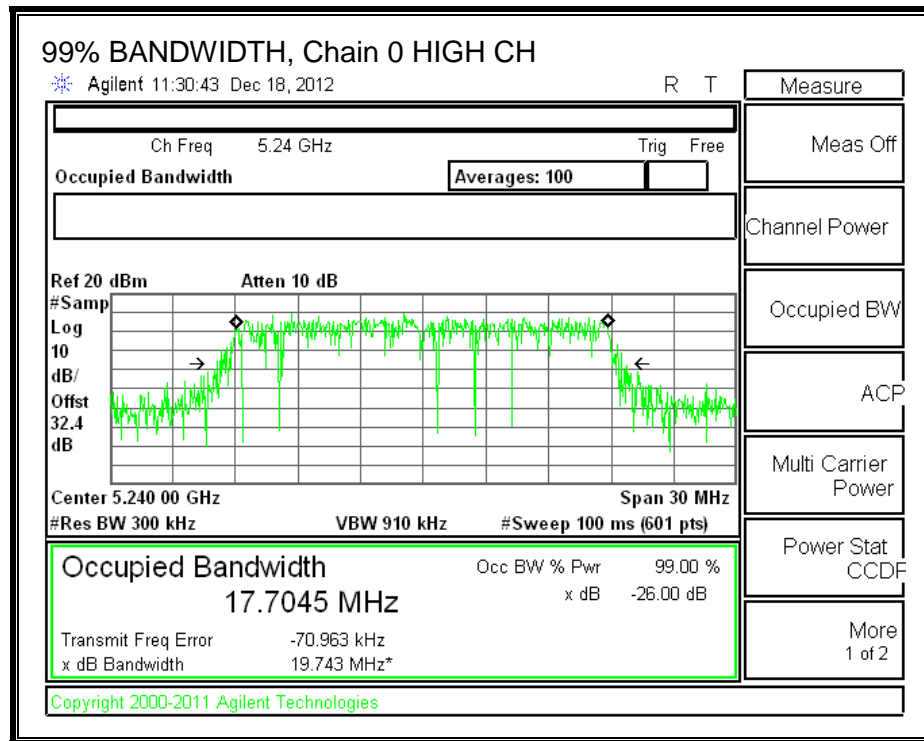 99% BANDWIDTH, Chain 0 HIGH CH
Agilent 11:30:43 Dec 18, 2012 R T
Measure
Ch Freq 5.24 GHz Trig Free
Occupied Bandwidth Averages: 100
Meas Off
Channel Power
Occupied BW
ACP
Multi Carrier
Power
Power Stat
CCDF
More
1 of 2
Ref 20 dBm Atten 10 dB
#Samp
Log
10
dB/
Offst
32.4
dB
Center 5.240 00 GHz Span 30 MHz
#Res BW 300 kHz VBW 910 kHz #Sweep 100 ms (601 pts)
Occupied Bandwidth Occ BW % Pwr 99.00 %
17.7045 MHz x dB -26.00 dB
Transmit Freq Error -70.963 kHz
x dB Bandwidth 19.743 MHz*
Copyright 2000-2011 Agilent Technologies